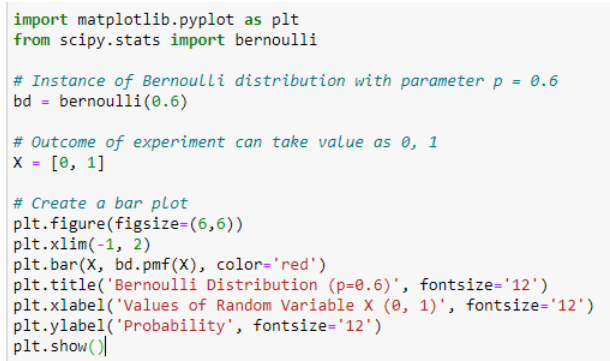 import matplotlib.pyplot as plt
from scipy.stats import bernoulli
# Instance of Bernoulli distribution with parameter p = 0.6
bd = bernoulli(0.6)
# Outcome of experiment can take value as 0, 1
X = [0, 1]
# Create a bar plot
plt.figure(figsize=(6,6))
plt.xlim(-1, 2)
plt.bar(X, bd.pmf(X), color='red')
plt.title('Bernoulli Distribution (p=0.6)', fontsize='12')
plt.xlabel('Values of Random Variable X (0, 1)', fontsize='12')
plt.ylabel('Probability', fontsize='12')
plt.show()